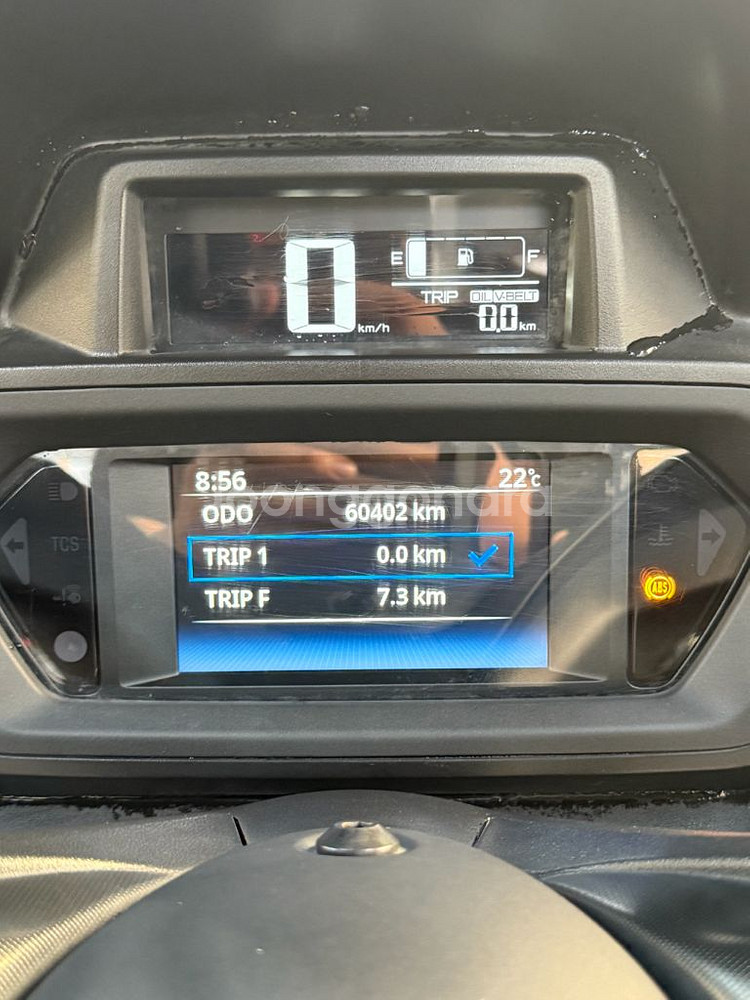 0 km/h
E F
TRIP OIL V-BELT
0.0 km
8:56 22°C
ODO 60402 km
TRIP 1 0.0 km
TRIP F 7.3 km
TCS
ABS